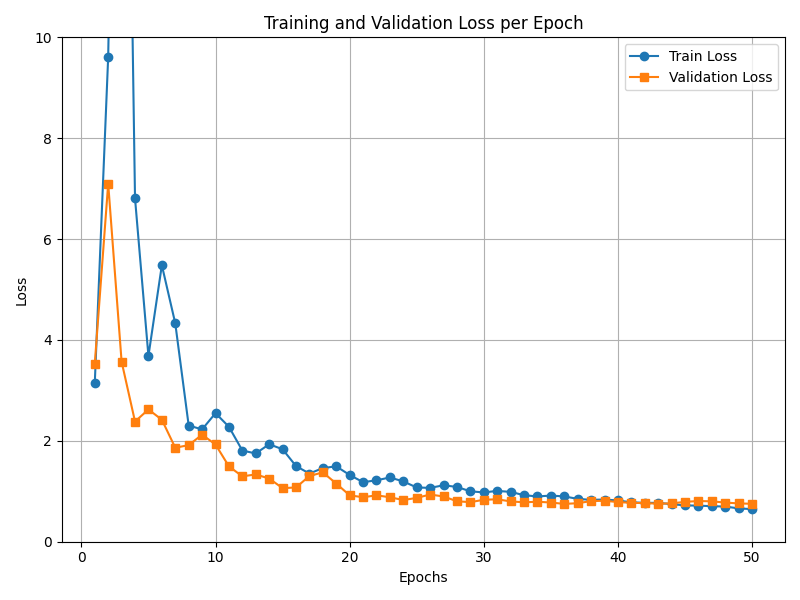 Training and Validation Loss per Epoch
Train Loss
Validation Loss
Loss
10
8
6
4
2
0
0 10 20 30 40 50
Epochs